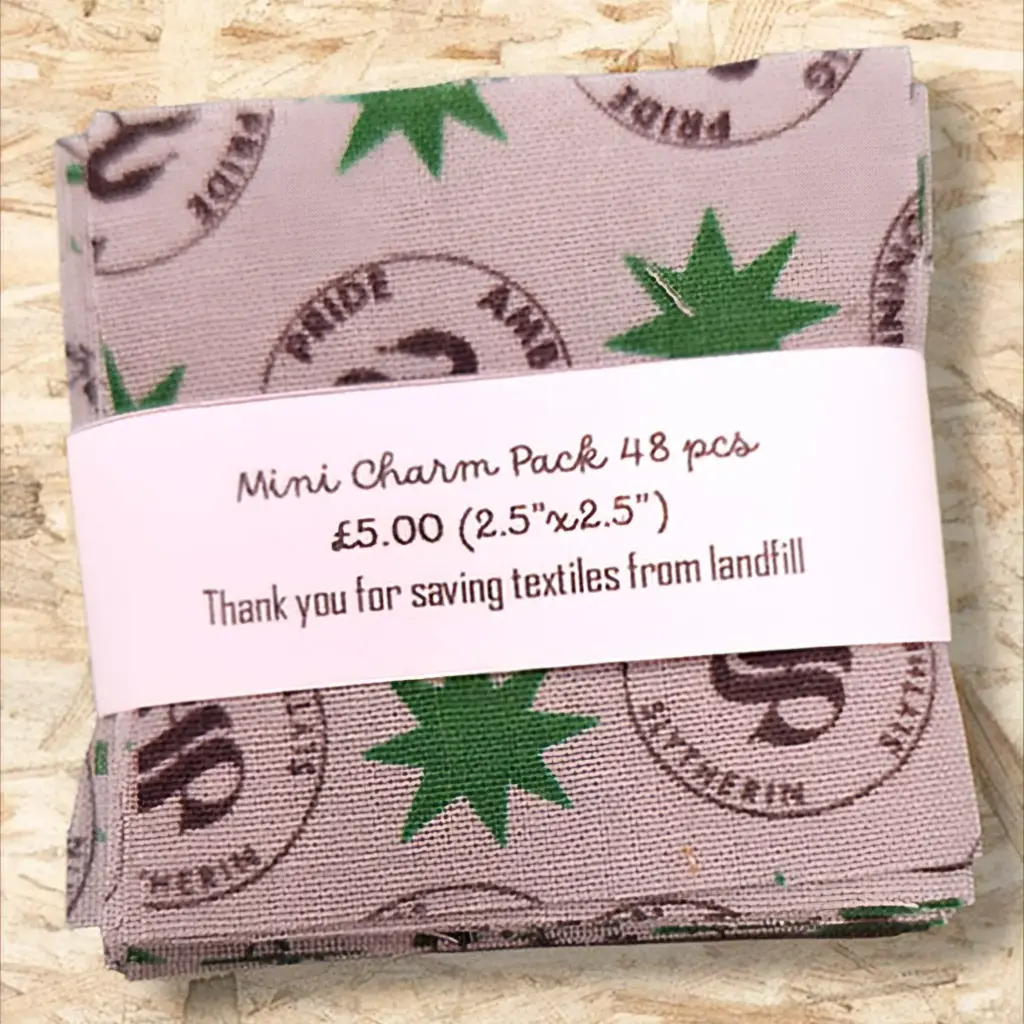 PRIDE
PRIDE
PRIDE
Mini Charm Pack 48 pcs
£5.00 (2.5"x2.5")
Thank you for saving textiles from landfill
SLYTHERIN